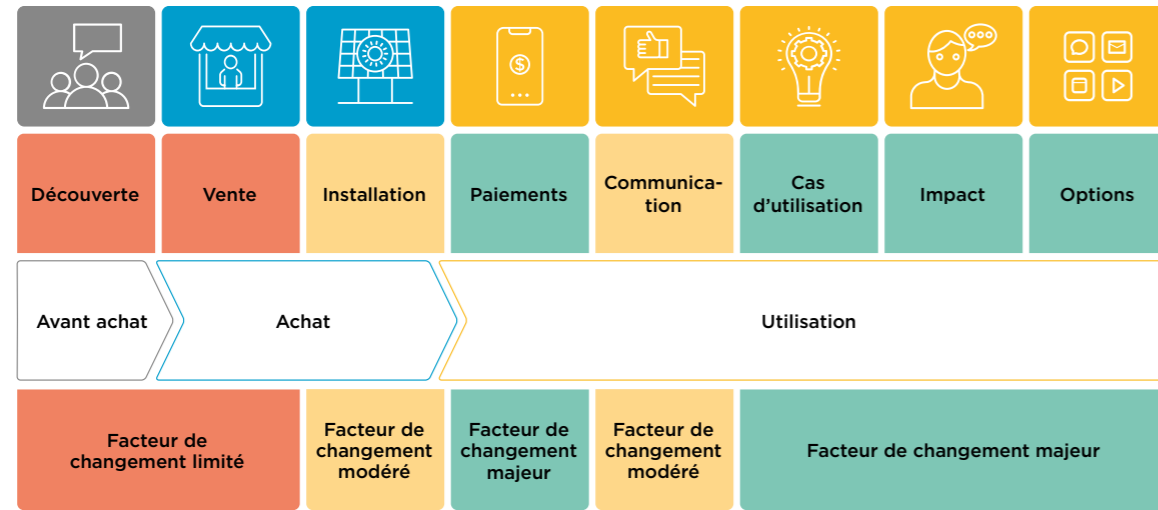 Découverte
Vente
Installation
Paiements
Communica-
tion
Cas
d'utilisation
Impact
Options
Avant achat
Achat
Utilisation
Facteur de
changement limité
Facteur de
changement
modéré
Facteur de
changement
majeur
Facteur de
changement
modéré
Facteur de changement majeur